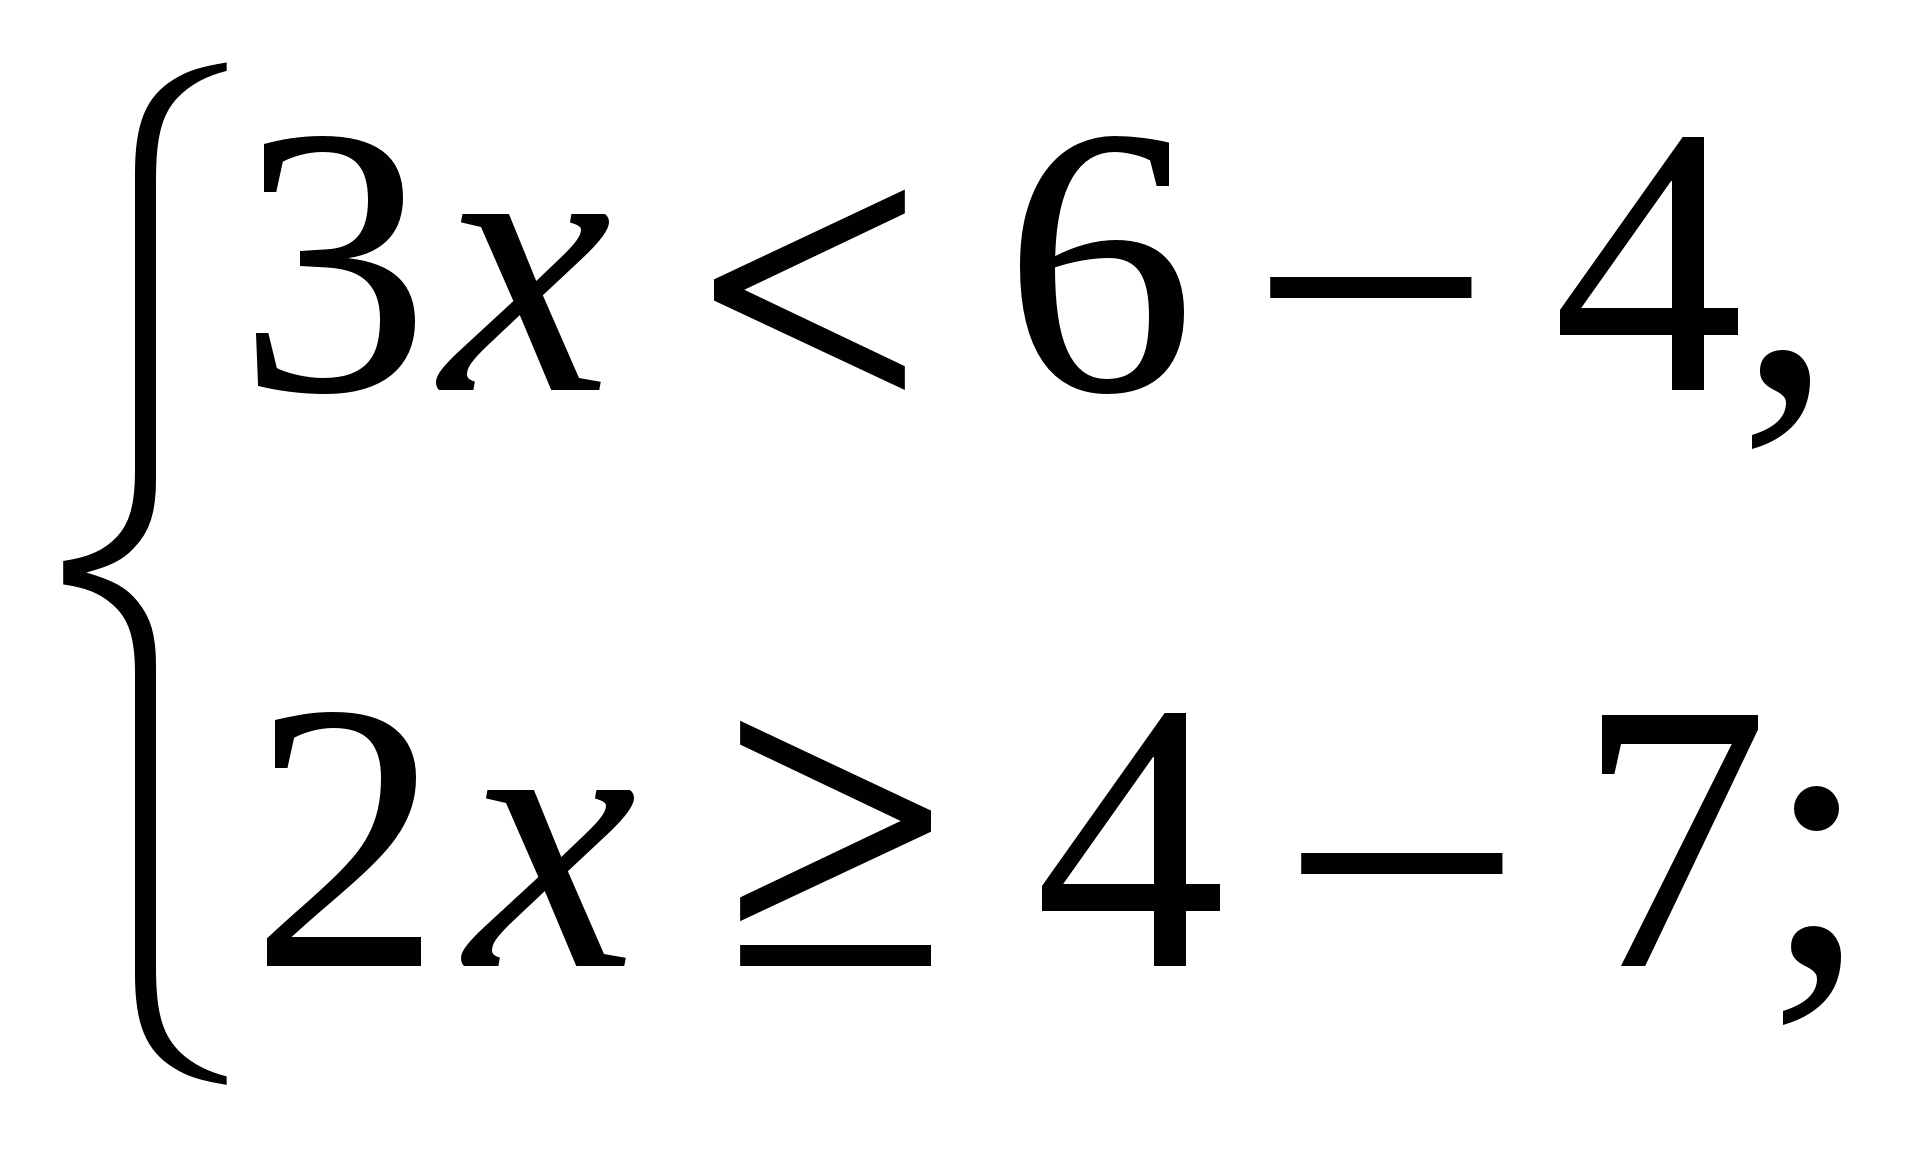 3x < 6 − 4,
2x ≥ 4 − 7;